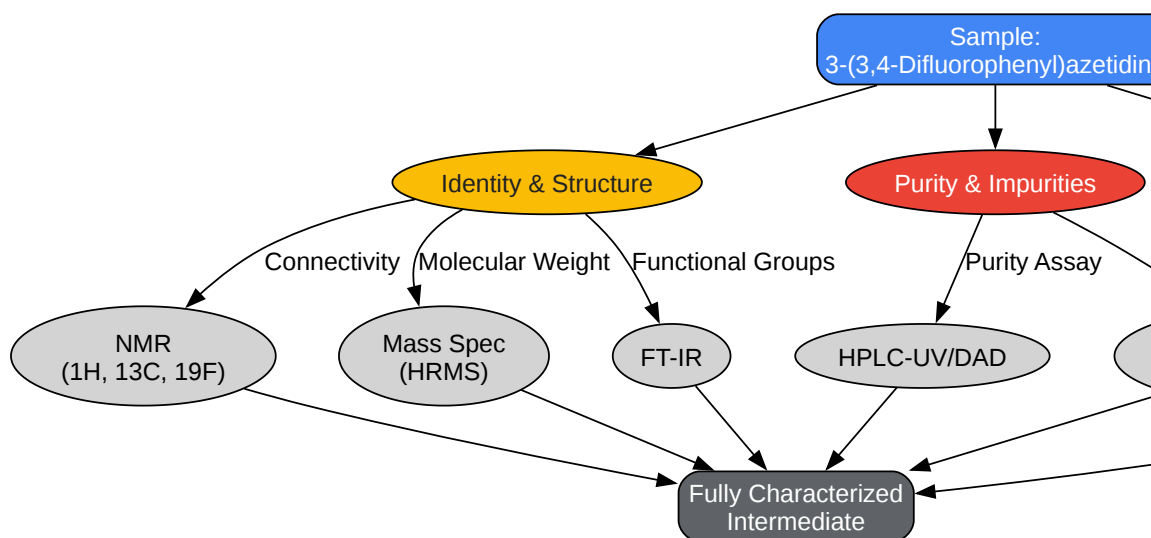 Sample:
3-(3,4-Difluorophenyl)azetidin
Identity & Structure
Purity & Impurities
Connectivity
Molecular Weight
Functional Groups
Purity Assay
NMR
(1H, 13C, 19F)
Mass Spec
(HRMS)
FT-IR
HPLC-UV/DAD
Fully Characterized
Intermediate